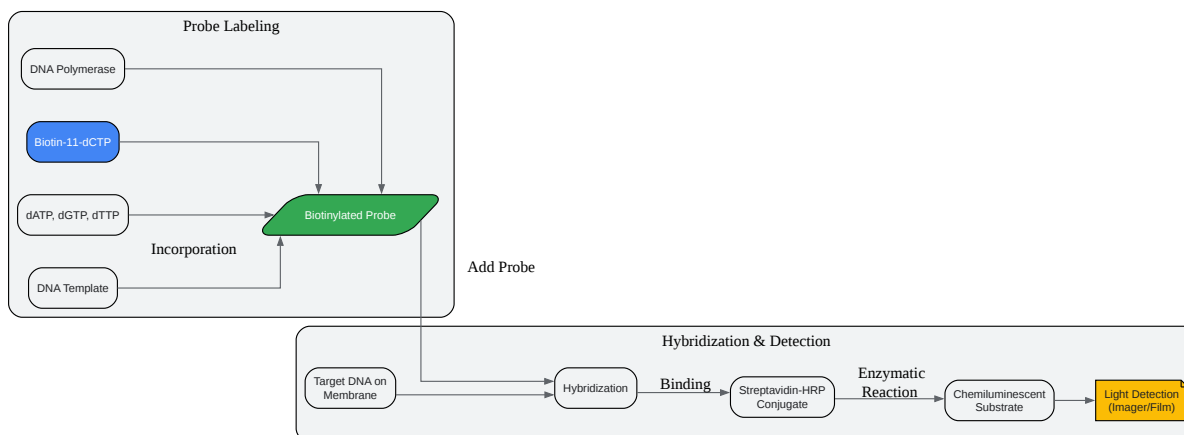 Probe Labeling
DNA Polymerase
Biotin-11-dCTP
dATP, dGTP, dTTP
Biotinylated Probe
Incorporation
DNA Template
Add Probe
Hybridization & Detection
Target DNA on
Membrane
Hybridization
Binding
Streptavidin-HRP
Conjugate
Enzymatic
Reaction
Chemiluminescent
Substrate
Light Detection
(Imager/Film)